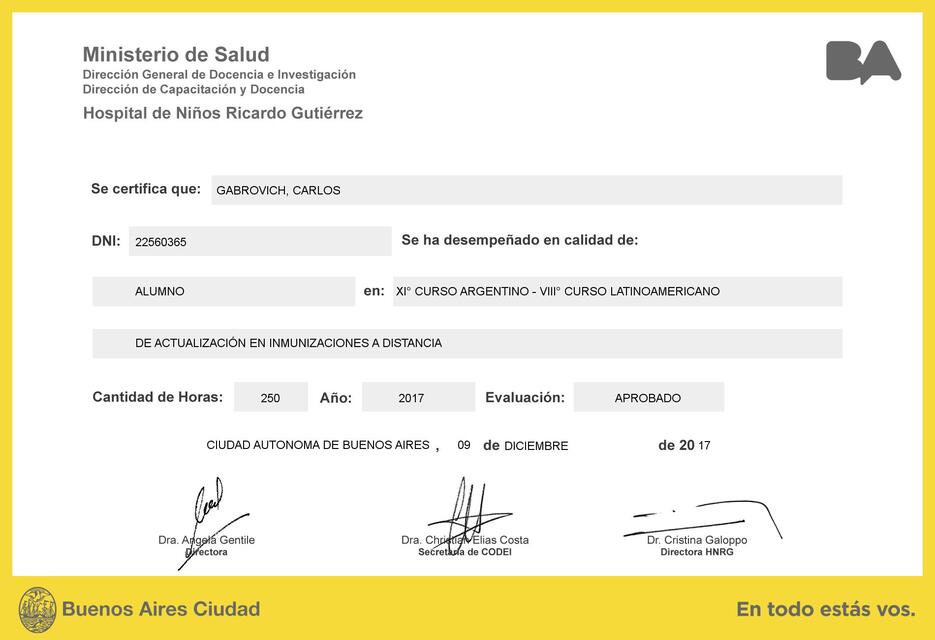 Ministerio de Salud
BA
Dirección General de Docencia e Investigación
Dirección de Capacitación y Docencia
Hospital de Niños Ricardo Gutiérrez
Se certifica que: GABROVICH, CARLOS
DNI: 22560365 Se ha desempeñado en calidad de:
ALUMNO en: XI° CURSO ARGENTINO - VIII° CURSO LATINOAMERICANO
DE ACTUALIZACIÓN EN INMUNIZACIONES A DISTANCIA
Cantidad de Horas: 250 Año: 2017 Evaluación: APROBADO
CIUDAD AUTONOMA DE BUENOS AIRES , 09 de DICIEMBRE de 20 17
Dra. Angela Gentile Dra. Christian Elias Costa Dr. Cristina Galoppo
Directora Secretaria de CODEI Directora HNRG
Buenos Aires Ciudad En todo estás vos.